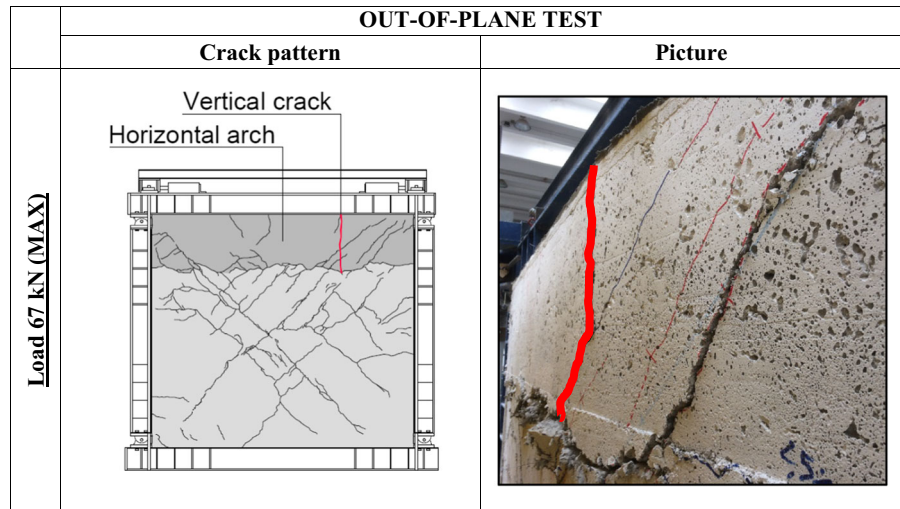 OUT-OF-PLANE TEST
Crack pattern
Picture
Load 67 kN (MAX)
Vertical crack
Horizontal arch